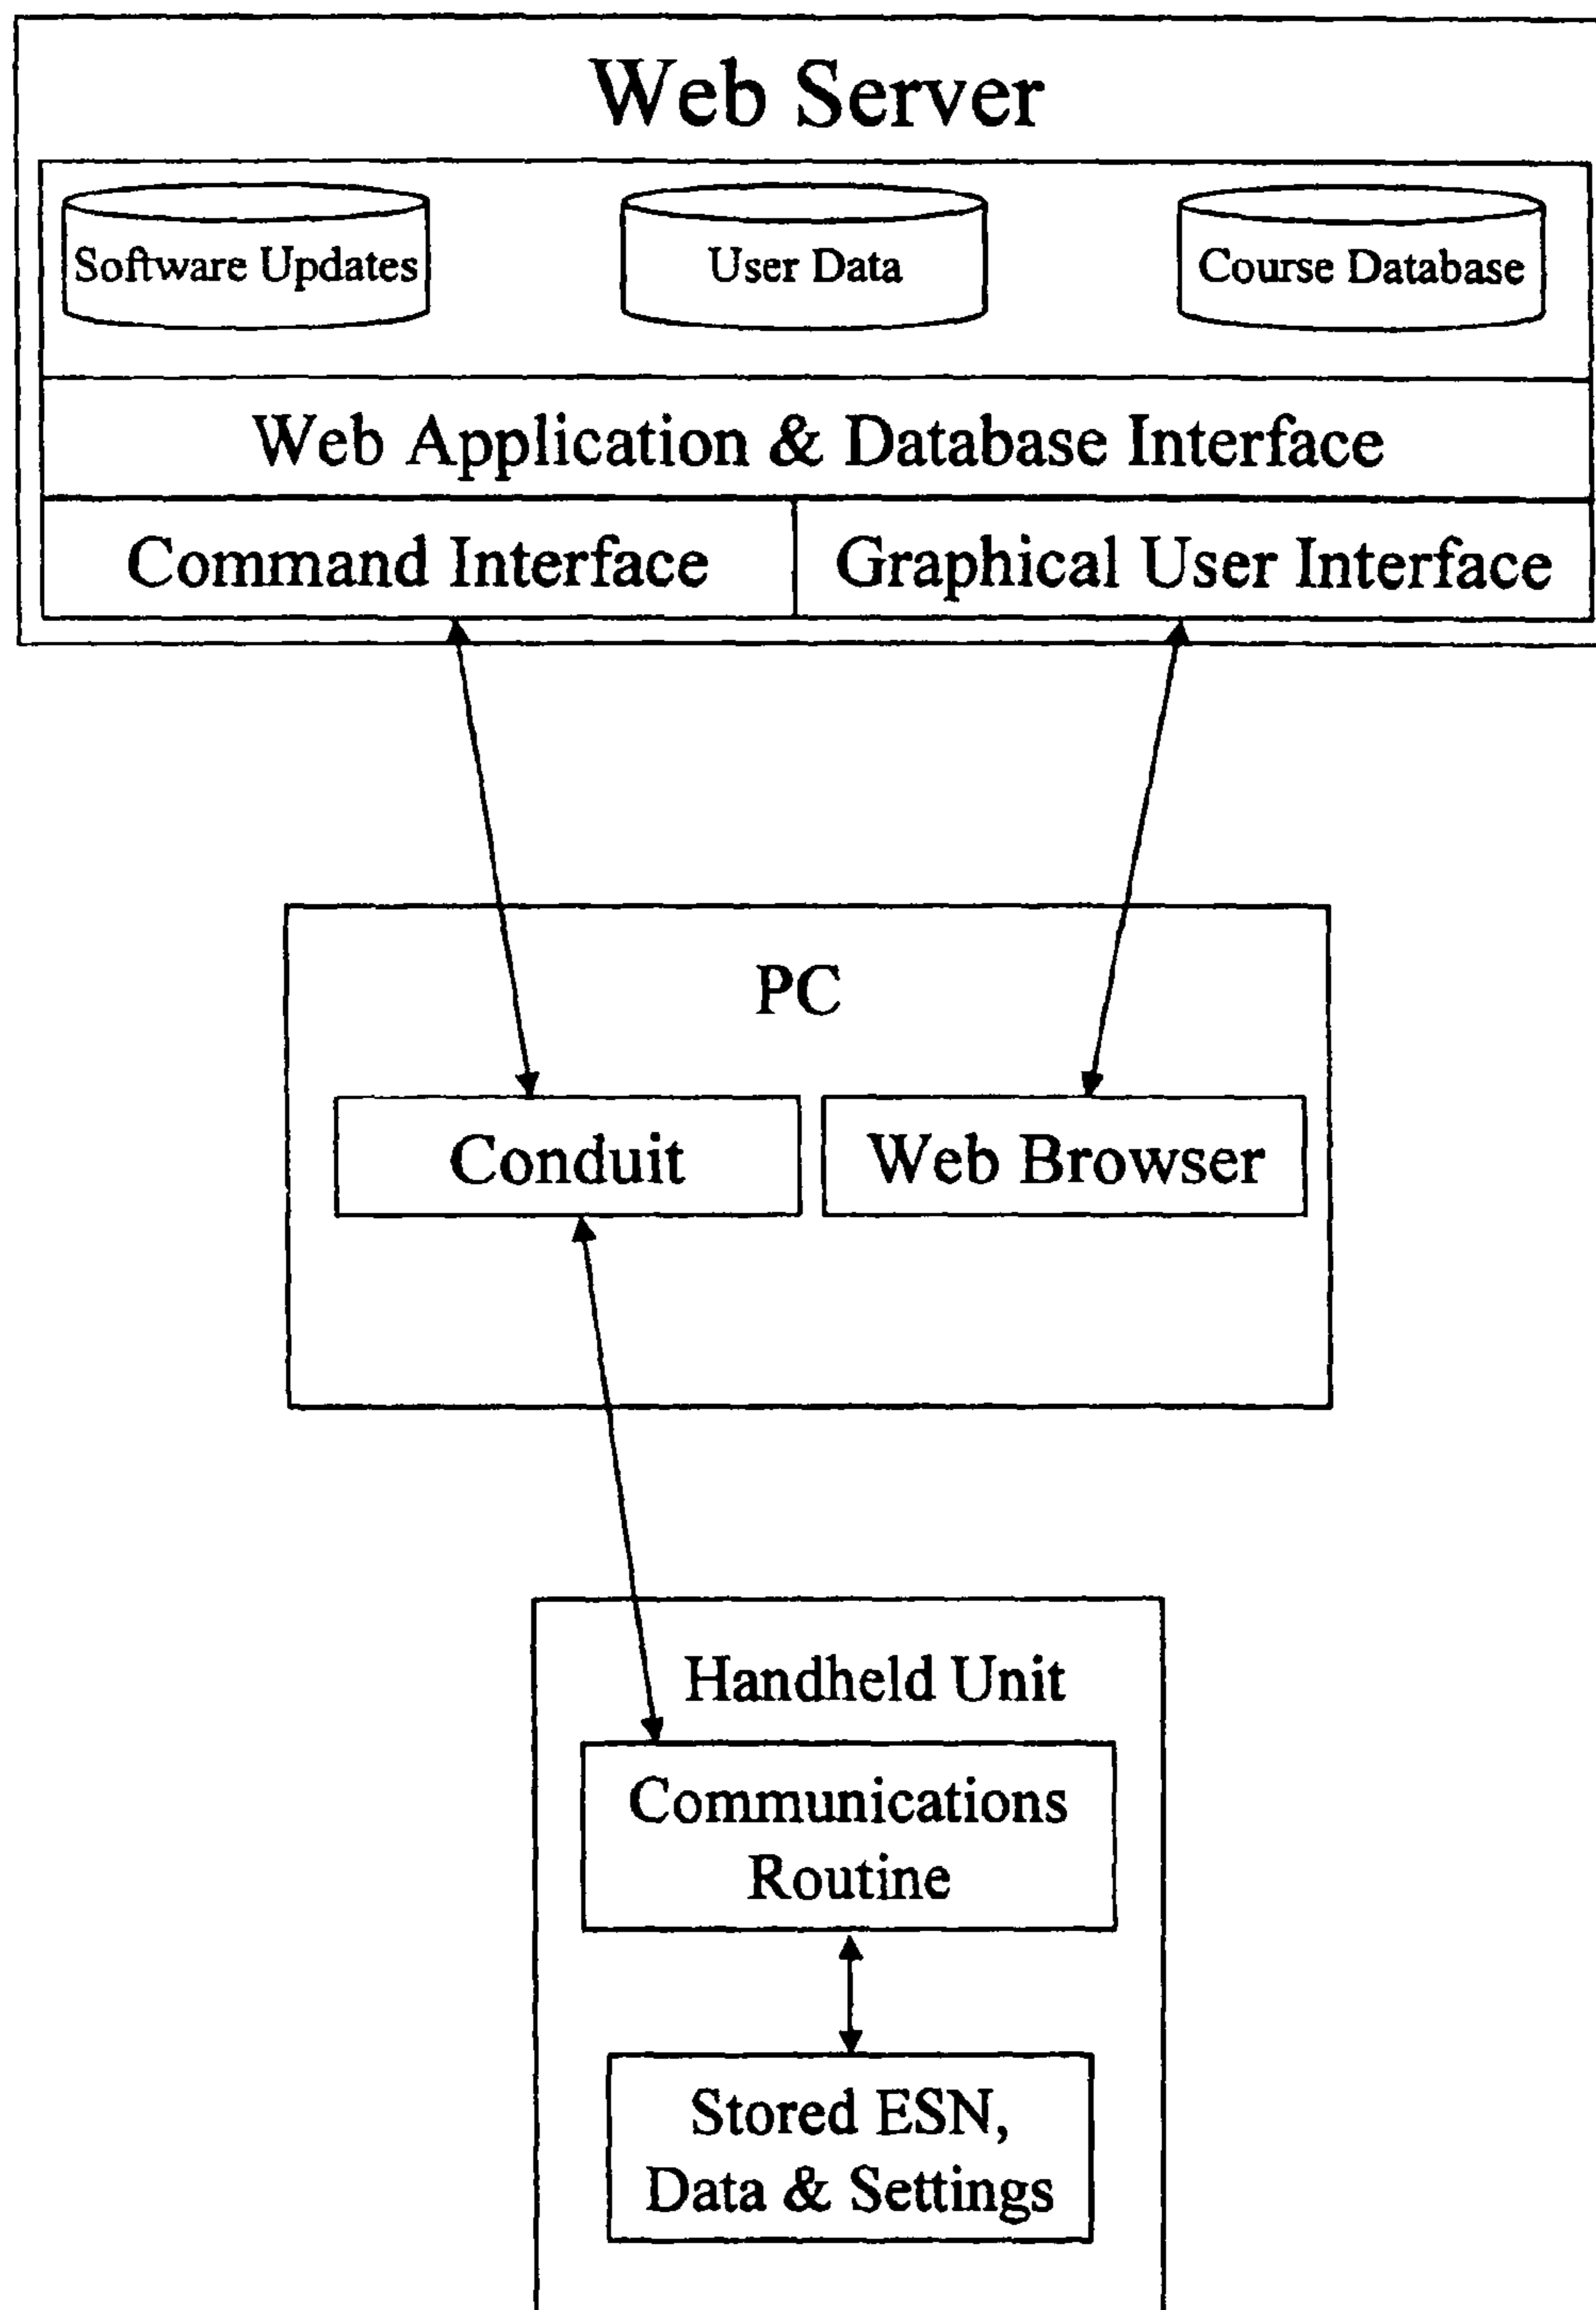 Web Server
Software Updates
User Data
Course Database
Web Application & Database Interface
Command Interface
Graphical User Interface
PC
Conduit
Web Browser
Handheld Unit
Communications
Routine
Stored ESN,
Data & Settings